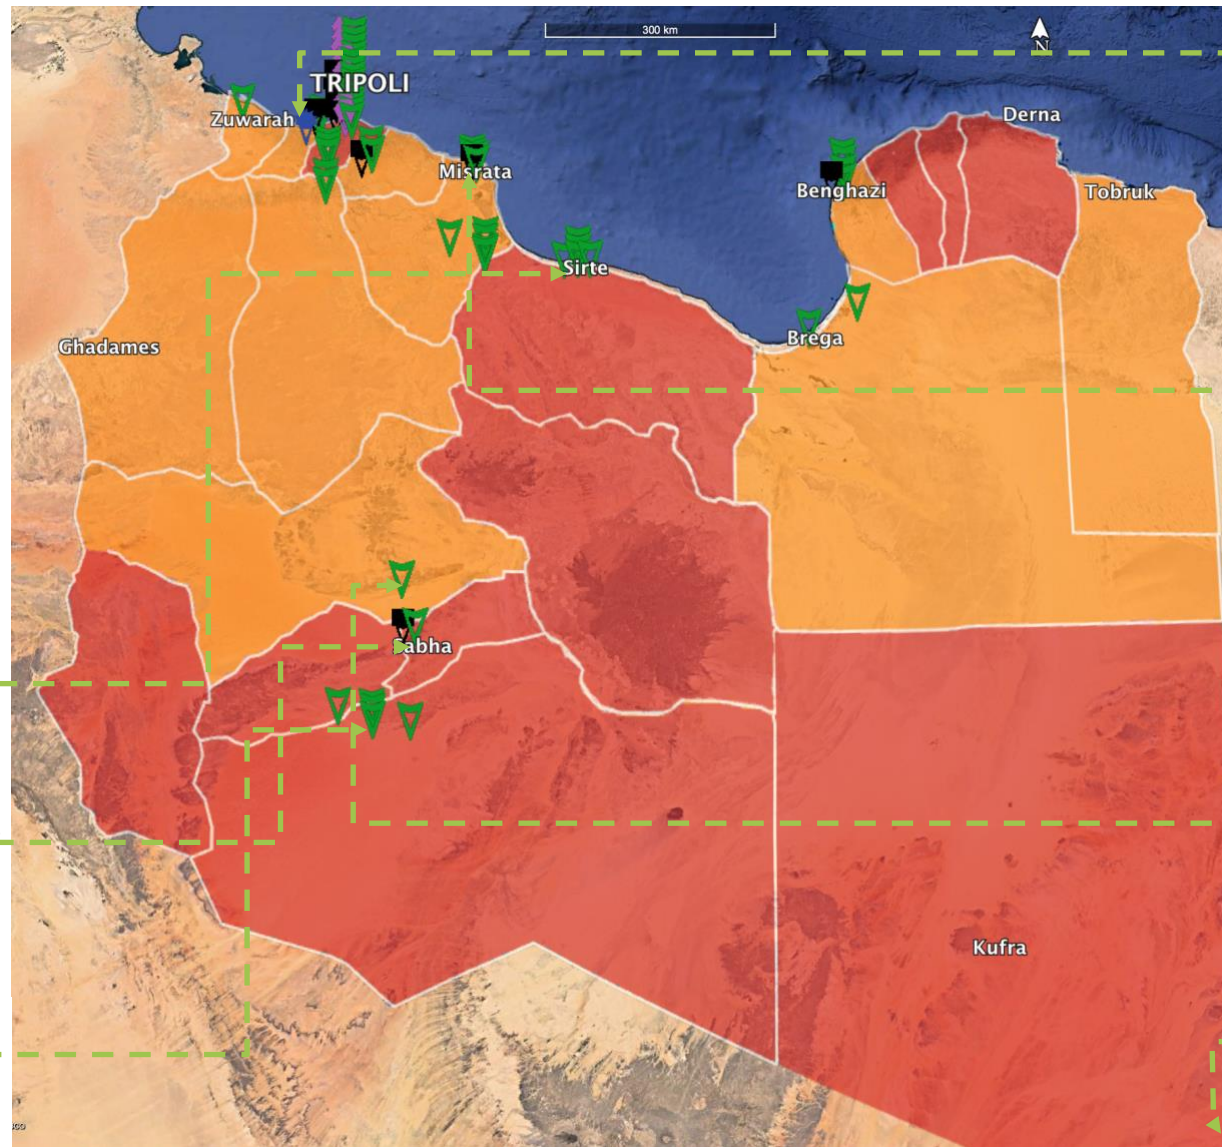 300 km
N
TRIPOLI
Zuwarah
Derna
Misrata
Benghazi
Tobruk
Sirte
Brega
Ghadames
Sabha
Kufra